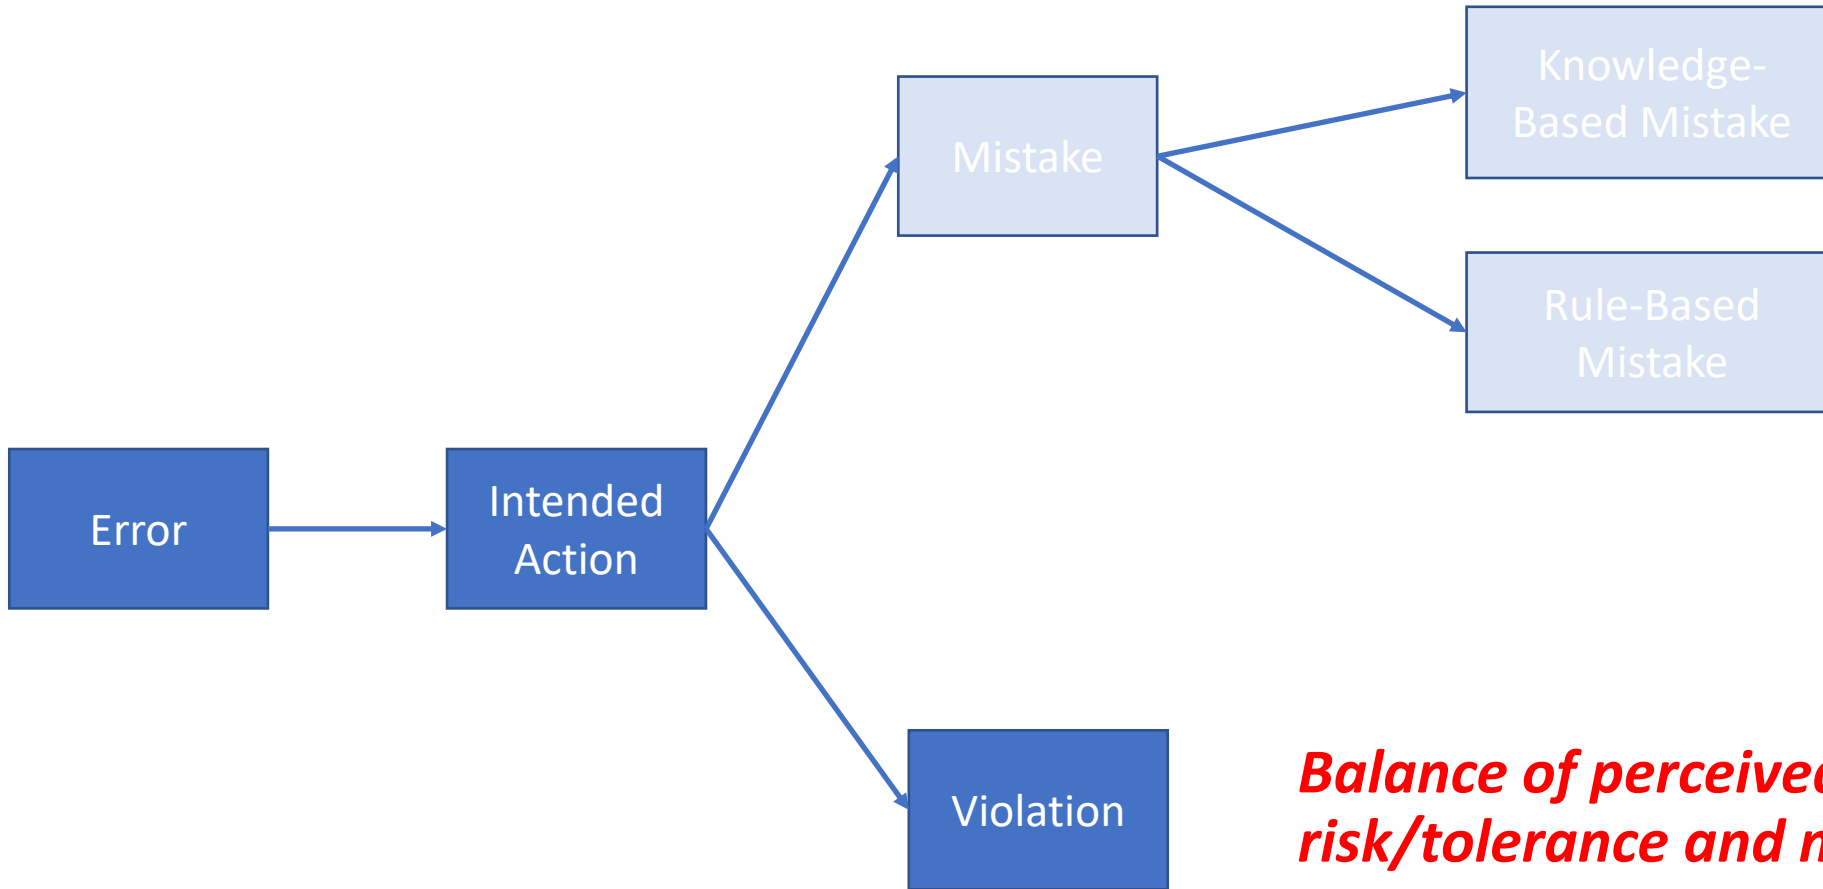 Knowledge-
Based Mistake
Mistake
Rule-Based
Mistake
Error
Intended
Action
Violation
Balance of perceived
risk/tolerance and